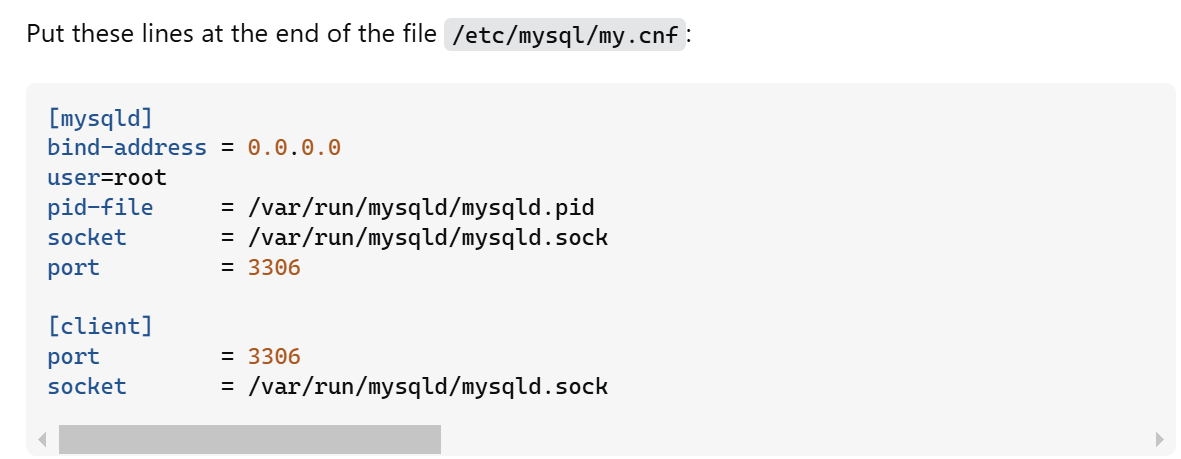 Put these lines at the end of the file /etc/mysql/my.cnf:
[mysqld]
bind-address = 0.0.0.0
user=root
pid-file     = /var/run/mysqld/mysqld.pid
socket       = /var/run/mysqld/mysqld.sock
port         = 3306
[client]
port         = 3306
socket       = /var/run/mysqld/mysqld.sock